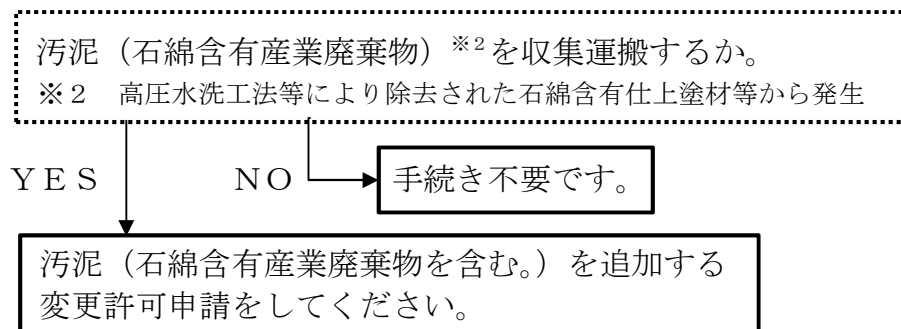 汚泥（石綿含有産業廃棄物）※2を収集運搬するか。
※２　高圧水洗工法等により除去された石綿含有仕上塗材等から発生
ＹＥＳ
ＮＯ
手続き不要です。
汚泥（石綿含有産業廃棄物を含む。）を追加する
変更許可申請をしてください。